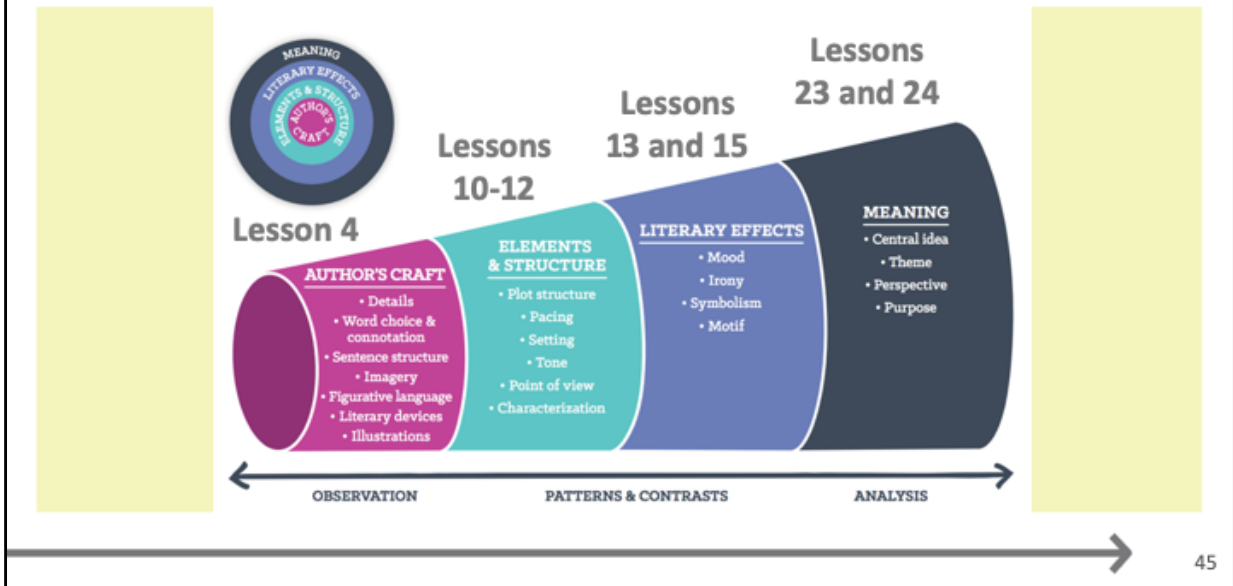 MEANING
LITERARY EFFECTS
ELEMENTS & STRUCTURE
AUTHOR'S
CRAFT
Lesson 4
Lessons
10-12
Lessons
13 and 15
Lessons
23 and 24
AUTHOR'S CRAFT
• Details
• Word choice &
connotation
• Sentence structure
• Imagery
• Figurative language
• Literary devices
• Illustrations
ELEMENTS
& STRUCTURE
• Plot structure
• Pacing
• Setting
• Tone
• Point of view
• Characterization
LITERARY EFFECTS
• Mood
• Irony
• Symbolism
• Motif
MEANING
• Central idea
• Theme
• Perspective
• Purpose
OBSERVATION
PATTERNS & CONTRASTS
ANALYSIS
45